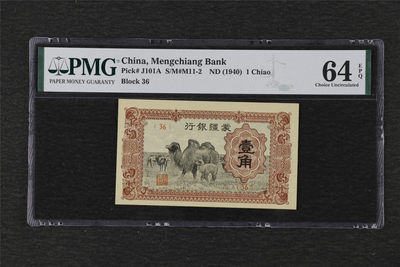 PMG
PAPER MONEY GUARANTY
China, Mengchiang Bank
Pick# J101A S/M#M11-2 ND (1940) 1 Chiao
Block 36
64 EPQ
Choice Uncirculated
36
行銀疆蒙
壹角